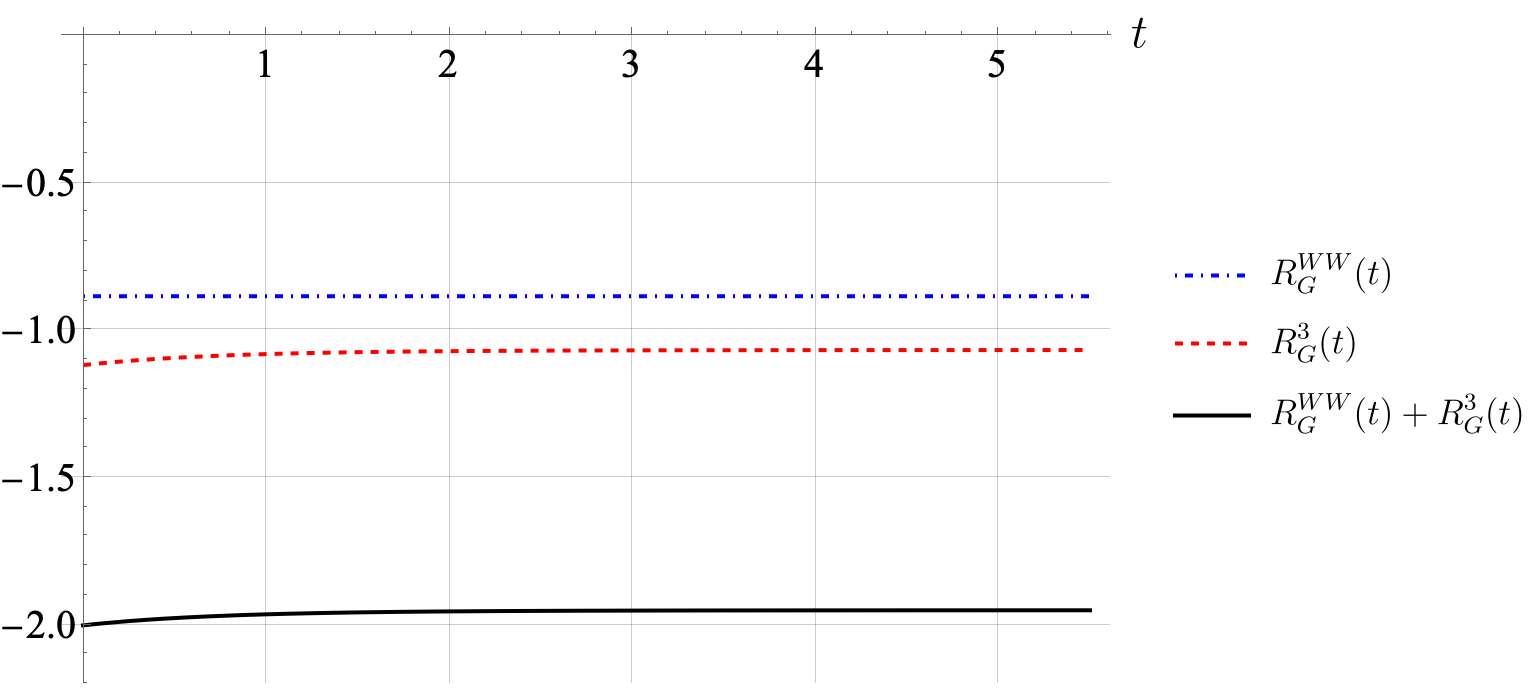 t
1 2 3 4 5
−0.5
−1.0
−1.5
−2.0
R_G^{WW}(t)
R_G^3(t)
R_G^{WW}(t) + R_G^3(t)